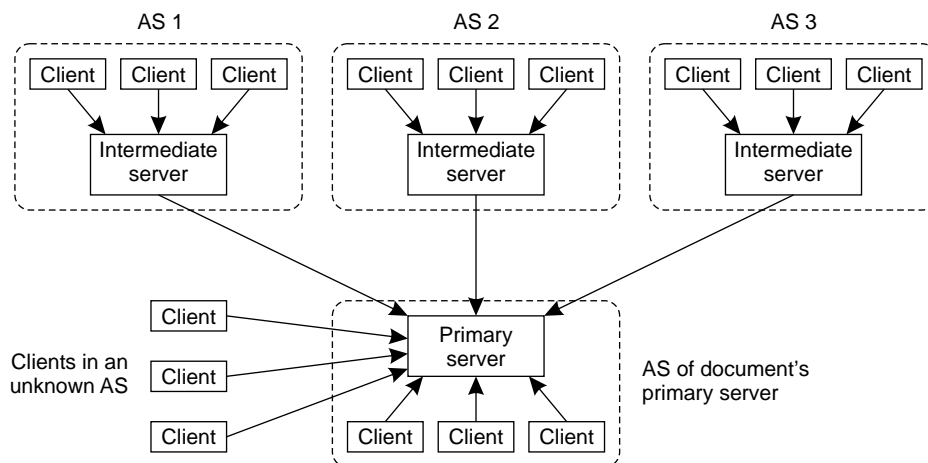 AS 1
AS 2
AS 3
Client
Client
Client
Client
Client
Client
Client
Client
Client
Intermediate
server
Intermediate
server
Intermediate
server
Client
Client
Client
Clients in an
unknown AS
Primary
server
Client
Client
Client
AS of document's
primary server